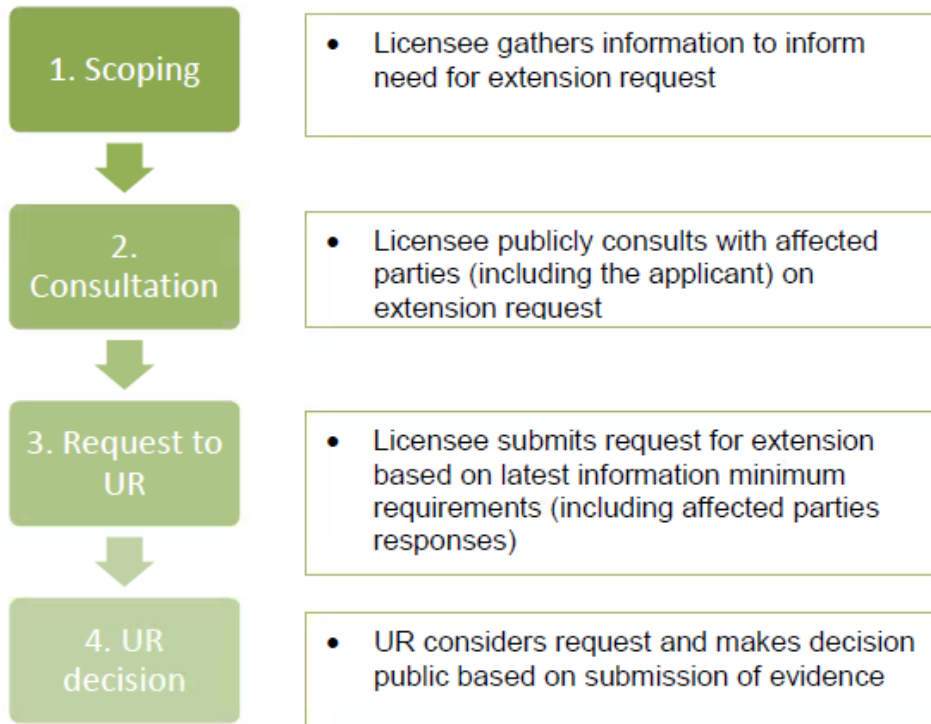 1. Scoping
• Licensee gathers information to inform
need for extension request
2.
Consultation
• Licensee publicly consults with affected
parties (including the applicant) on
extension request
3. Request to
UR
• Licensee submits request for extension
based on latest information minimum
requirements (including affected parties
responses)
4. UR
decision
• UR considers request and makes decision
public based on submission of evidence